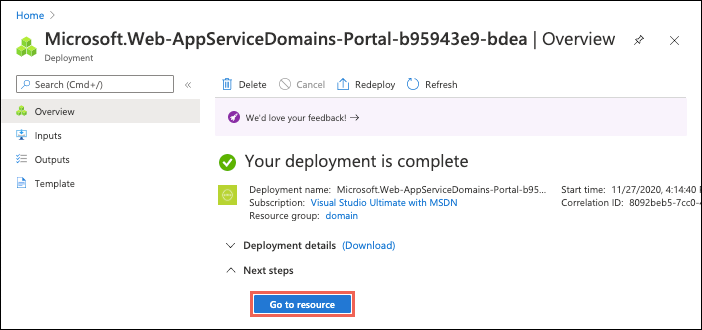 Home >
Microsoft.Web-AppServiceDomains-Portal-b95943e9-bdea | Overview
Deployment
Search (Cmd+/)
«
Delete
Cancel
Redeploy
Refresh
Overview
Inputs
Outputs
Template
We'd love your feedback! →
Your deployment is complete
Deployment name: Microsoft.Web-AppServiceDomains-Portal-b95... Start time: 11/27/2020, 4:14:40 P
Subscription: Visual Studio Ultimate with MSDN Correlation ID: 8092beb5-7cc0-
Resource group: domain
Deployment details (Download)
Next steps
Go to resource